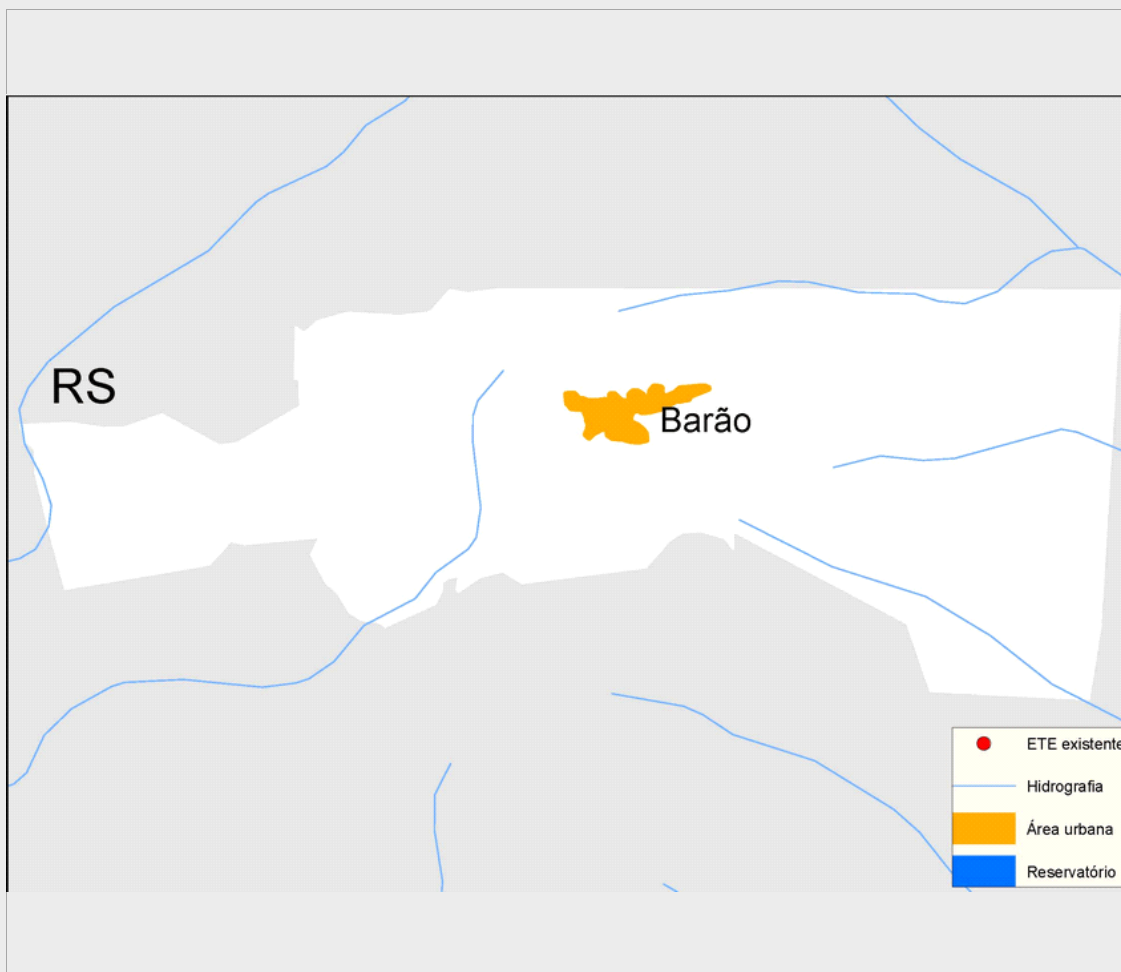 RS
Barão
ETE existente
Hidrografia
Área urbana
Reservatório